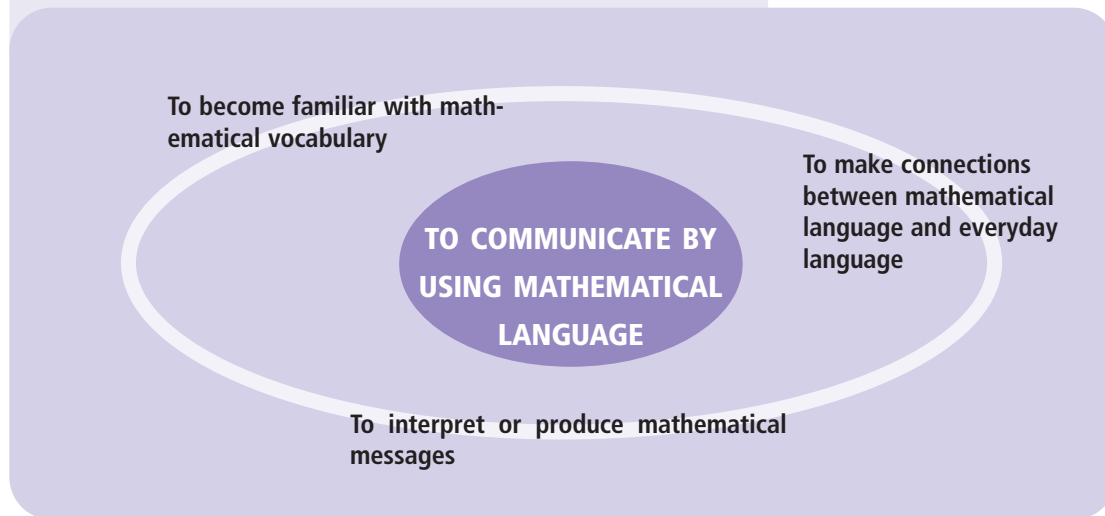 To become familiar with math-
ematical vocabulary
To make connections
between mathematical
language and everyday
language
TO COMMUNICATE BY
USING MATHEMATICAL
LANGUAGE
To interpret or produce mathematical
messages